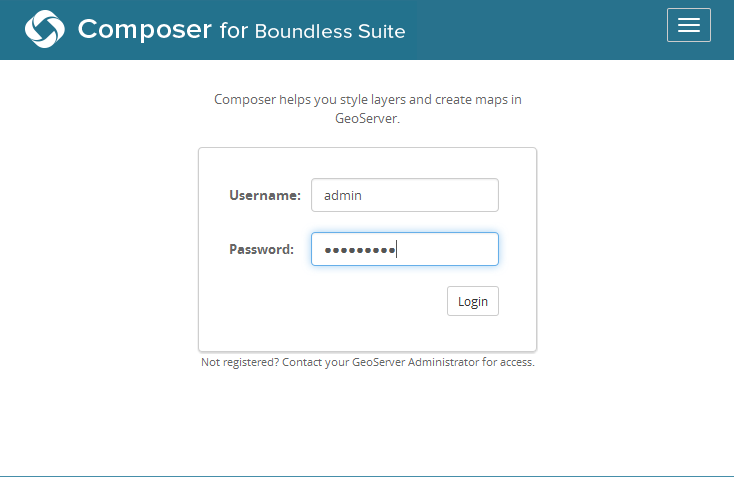 Composer for Boundless Suite
Composer helps you style layers and create maps in
GeoServer.
Username: admin
Password: •••••••••
Login
Not registered? Contact your GeoServer Administrator for access.